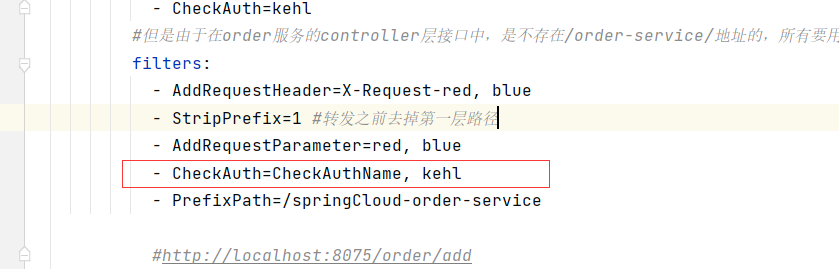 - CheckAuth=kehl
#但是由于在order服务的controller层接口中，是不存在/order-service/地址的，所有要用
filters:
- AddRequestHeader=X-Request-red, blue
- StripPrefix=1 #转发之前去掉第一层路径
- AddRequestParameter=red, blue
- CheckAuth=CheckAuthName, kehl
- PrefixPath=/springCloud-order-service
#http://localhost:8075/order/add